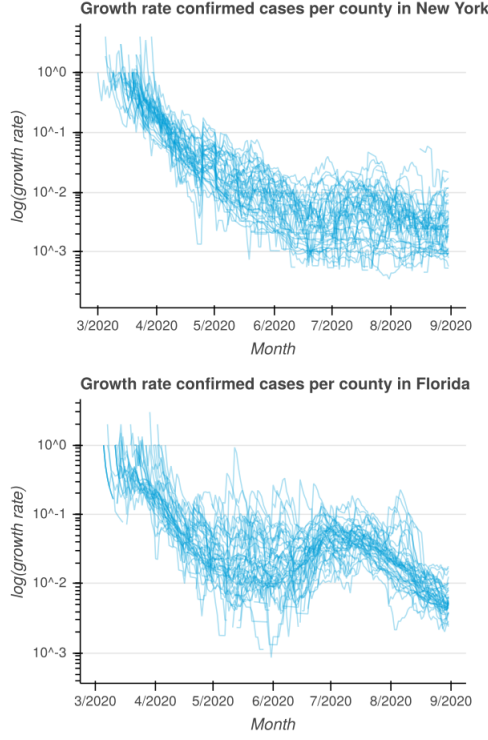 Growth rate confirmed cases per county in New York
log(growth rate)
10^0
10^-1
10^-2
10^-3
3/2020 4/2020 5/2020 6/2020 7/2020 8/2020 9/2020
Month
Growth rate confirmed cases per county in Florida
log(growth rate)
10^0
10^-1
10^-2
10^-3
3/2020 4/2020 5/2020 6/2020 7/2020 8/2020 9/2020
Month